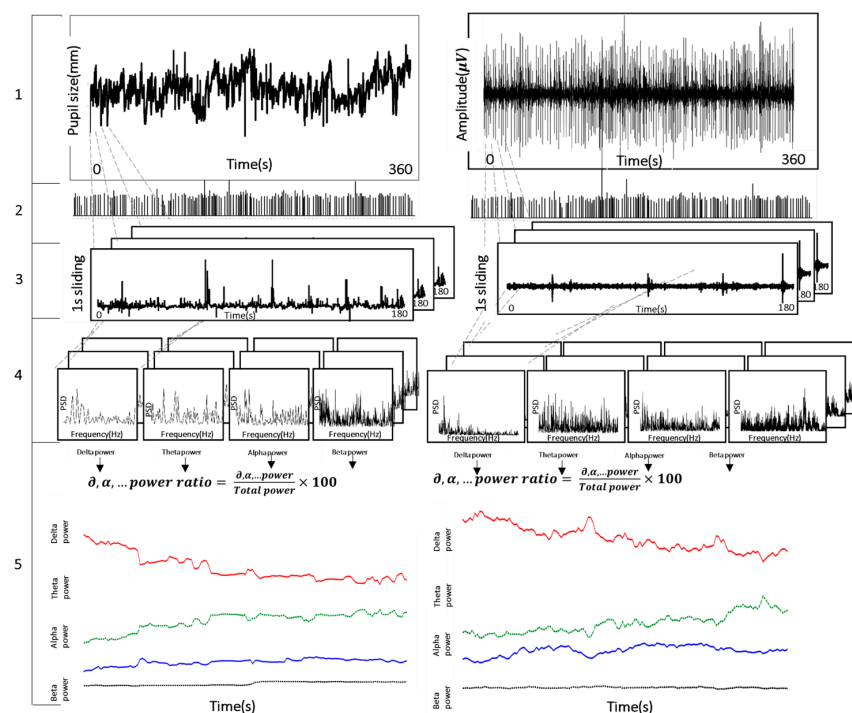 1
Pupil size(mm)
0
Time(s)
360
Amplitude(μV)
0
Time(s)
360
2
3
1s sliding
0
Time(s)
180
180
180
1s sliding
0
Time(s)
180
180
180
4
PSD
Frequency(Hz)
PSD
Frequency(Hz)
PSD
Frequency(Hz)
PSD
Frequency(Hz)
PSD
Frequency(Hz)
PSD
Frequency(Hz)
PSD
Frequency(Hz)
PSD
Frequency(Hz)
Delta power
Theta power
Alpha power
Beta power
Delta power
Theta power
Alpha power
Beta power
∂, α, … power ratio = ∂,α,…power / Total power × 100
∂, α, … power ratio = ∂,α,…power / Total power × 100
5
Delta
power
Theta
power
Alpha
power
Beta
power
Time(s)
Delta
power
Theta
power
Alpha
power
Beta
power
Time(s)